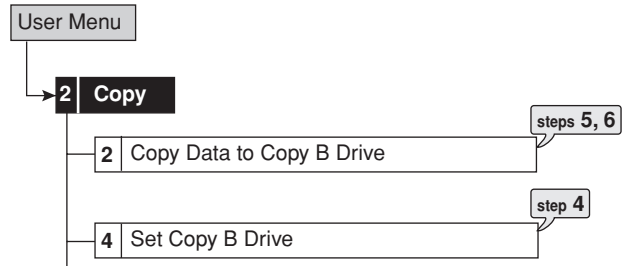 User Menu
2 Copy
steps 5, 6
2 Copy Data to Copy B Drive
step 4
4 Set Copy B Drive